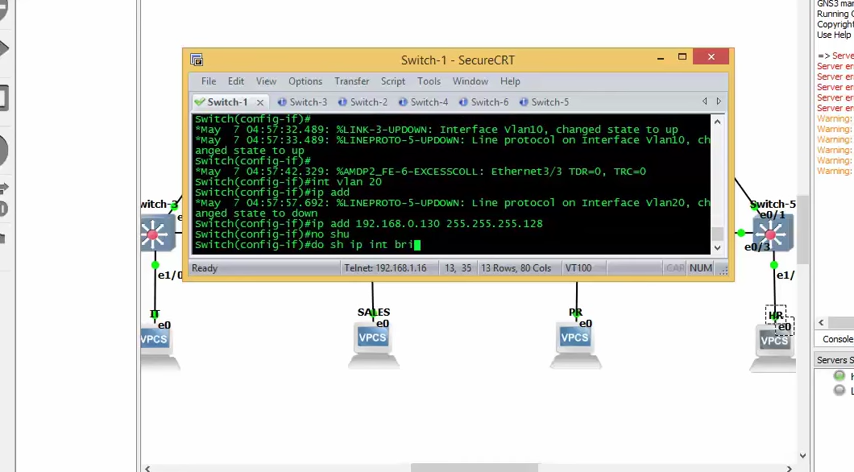 GNS3 ma
Running
Copyright
Use Help
=> Serve
Server er
Server er
Server er
Server er
Server er
Warning:
Warning:
Warning:
Warning:
Warning:
Switch-1 - SecureCRT
File Edit View Options Transfer Script Tools Window Help
Switch-1 Switch-3 Switch-2 Switch-4 Switch-6 Switch-5
Switch(config-if)#
*May 7 04:57:32.489: %LINK-3-UPDOWN: Interface Vlan10, changed state to up
*May 7 04:57:33.489: %LINEPROTO-5-UPDOWN: Line protocol on Interface Vlan10, ch
anged state to up
Switch(config-if)#
*May 7 04:57:42.329: %AMDP2_FE-6-EXCESSCOLL: Ethernet3/3 TDR=0, TRC=0
Switch(config-if)#int vlan 20
Switch(config-if)#ip add
*May 7 04:57:57.692: %LINEPROTO-5-UPDOWN: Line protocol on Interface Vlan20, ch
anged state to down
Switch(config-if)#ip add 192.168.0.130 255.255.255.128
Switch(config-if)#no shu
Switch(config-if)#do sh ip int bri
Ready Telnet: 192.168.1.16 13, 35 13 Rows, 80 Cols VT100 CAP NUM
witch-3
e
e1/0
Switch-5
e0/1
e0/3
e1/
IT
e0
VPCS
SALES
e0
VPCS
PR
e0
VPCS
HR
e0
VPCS
Console
Servers S
H
L